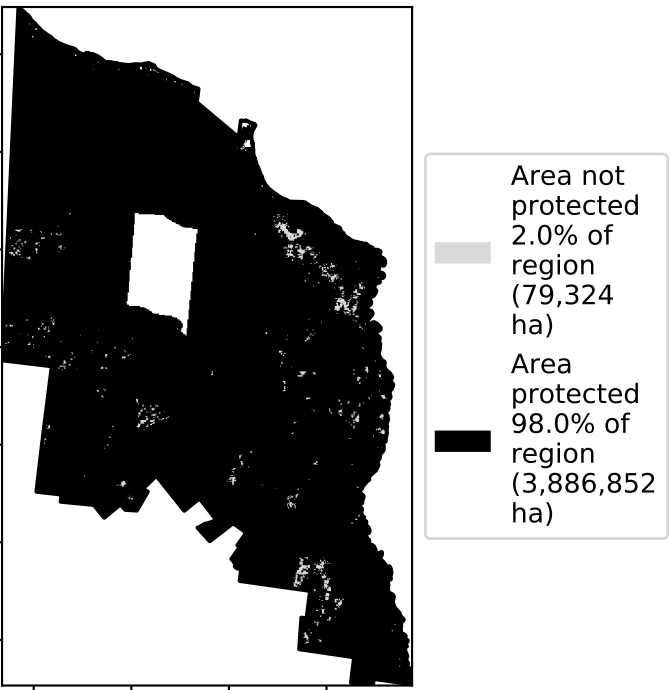 Area not
protected
2.0% of
region
(79,324
ha)
Area
protected
98.0% of
region
(3,886,852
ha)